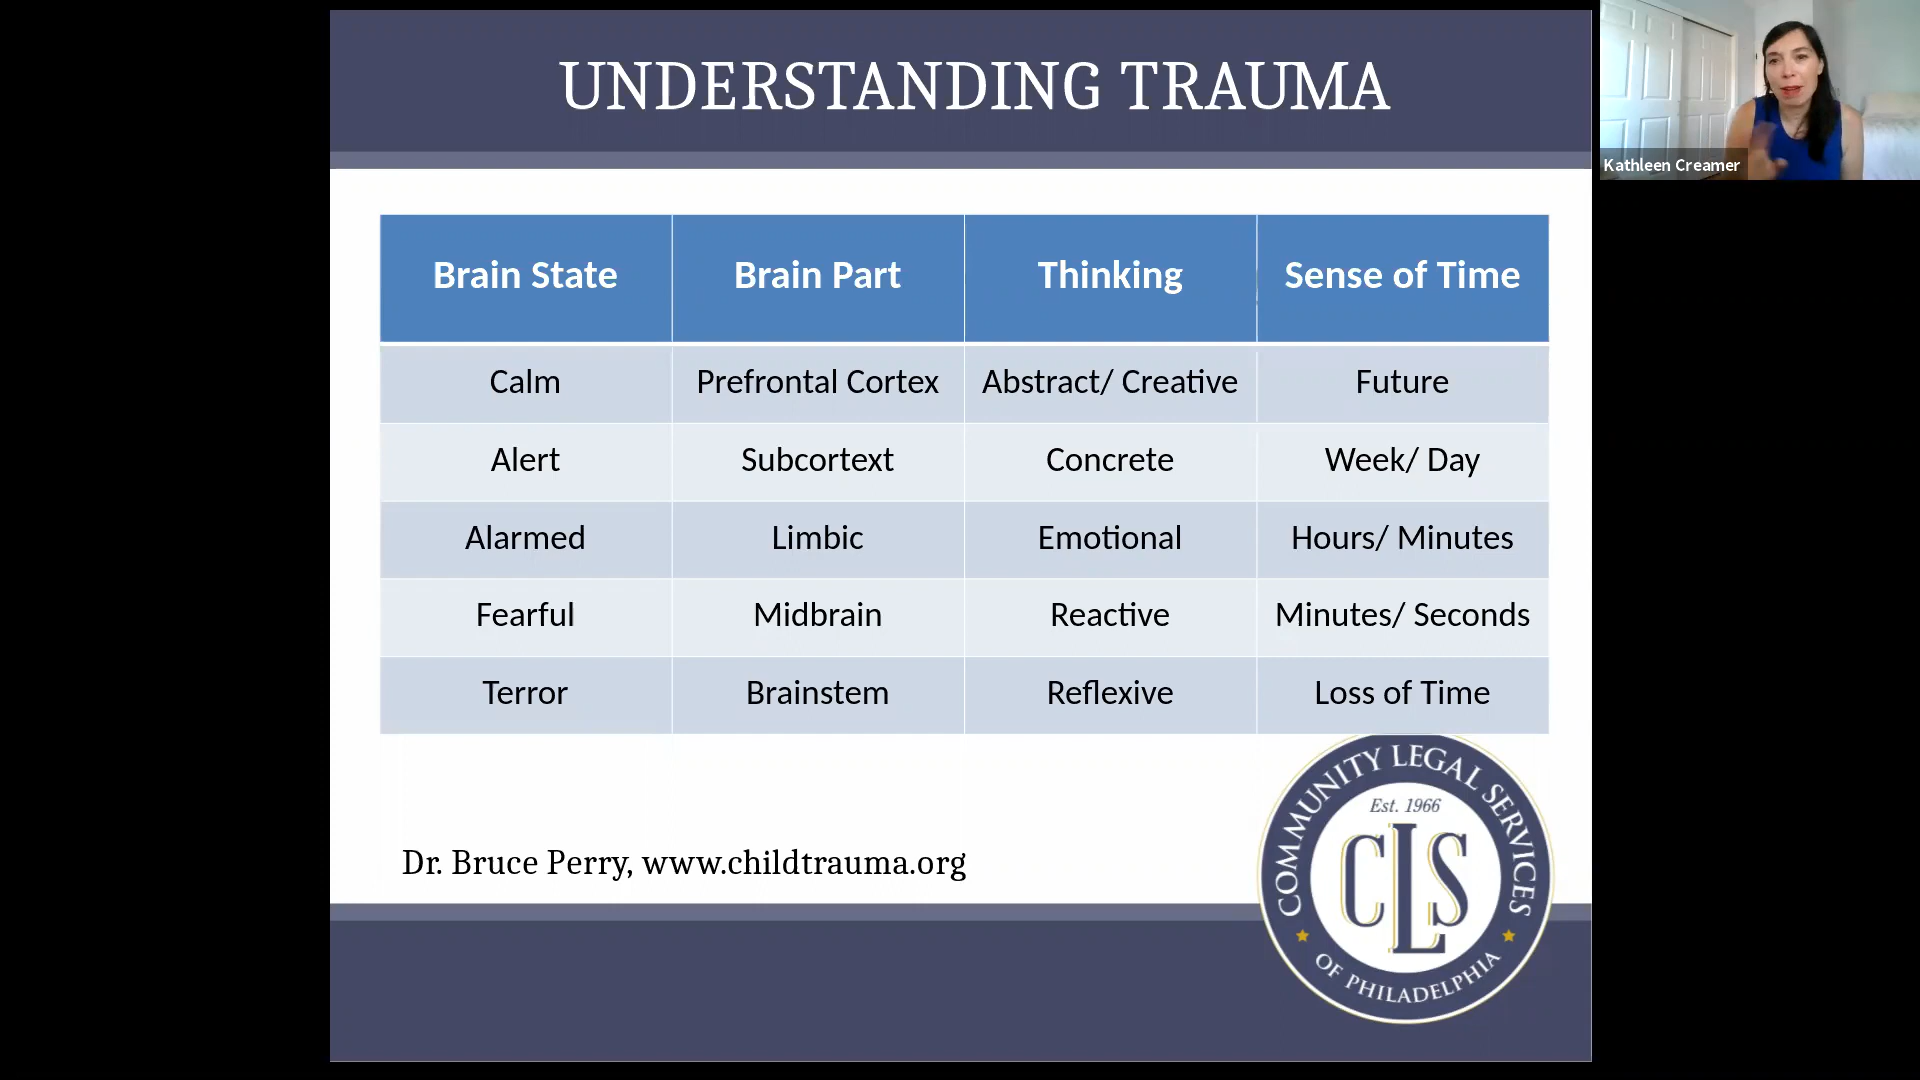 UNDERSTANDING TRAUMA
Kathleen Creamer
Brain State Brain Part Thinking Sense of Time
Calm Prefrontal Cortex Abstract/ Creative Future
Alert Subcortext Concrete Week/ Day
Alarmed Limbic Emotional Hours/ Minutes
Fearful Midbrain Reactive Minutes/ Seconds
Terror Brainstem Reflexive Loss of Time
Dr. Bruce Perry, www.childtrauma.org
COMMUNITY LEGAL SERVICES
Est. 1966
CLS
OF PHILADELPHIA